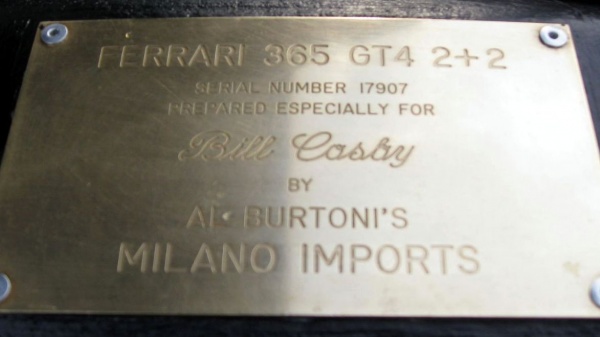 FERRARI 365 GT4 2+2
SERIAL NUMBER 17907
PREPARED ESPECIALLY FOR
Bill Cosby
BY
AL BURTONI'S
MILANO IMPORTS